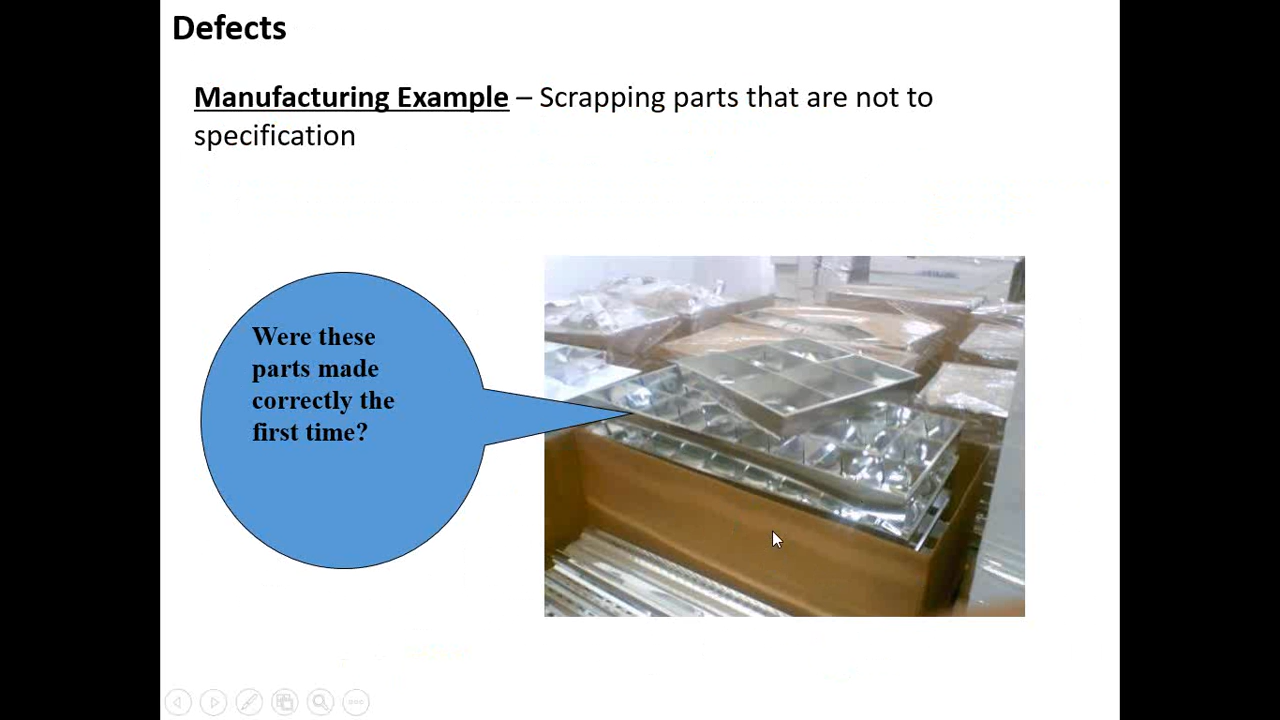 Defects
Manufacturing Example – Scrapping parts that are not to
specification
Were these
parts made
correctly the
first time?